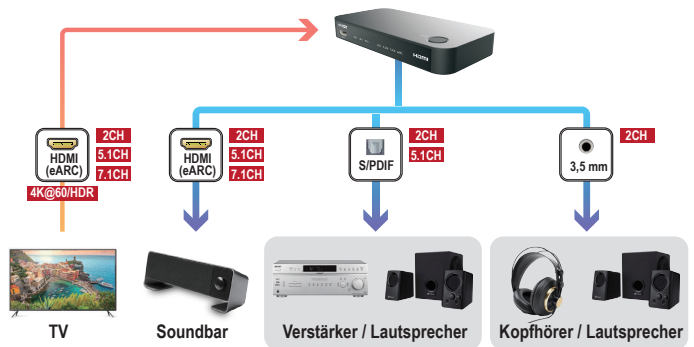 HDMI
HDMI
(eARC)
2CH
5.1CH
7.1CH
4K@60/HDR
HDMI
(eARC)
2CH
5.1CH
7.1CH
S/PDIF
2CH
5.1CH
3,5 mm
2CH
TV
Soundbar
Verstärker / Lautsprecher
Kopfhörer / Lautsprecher